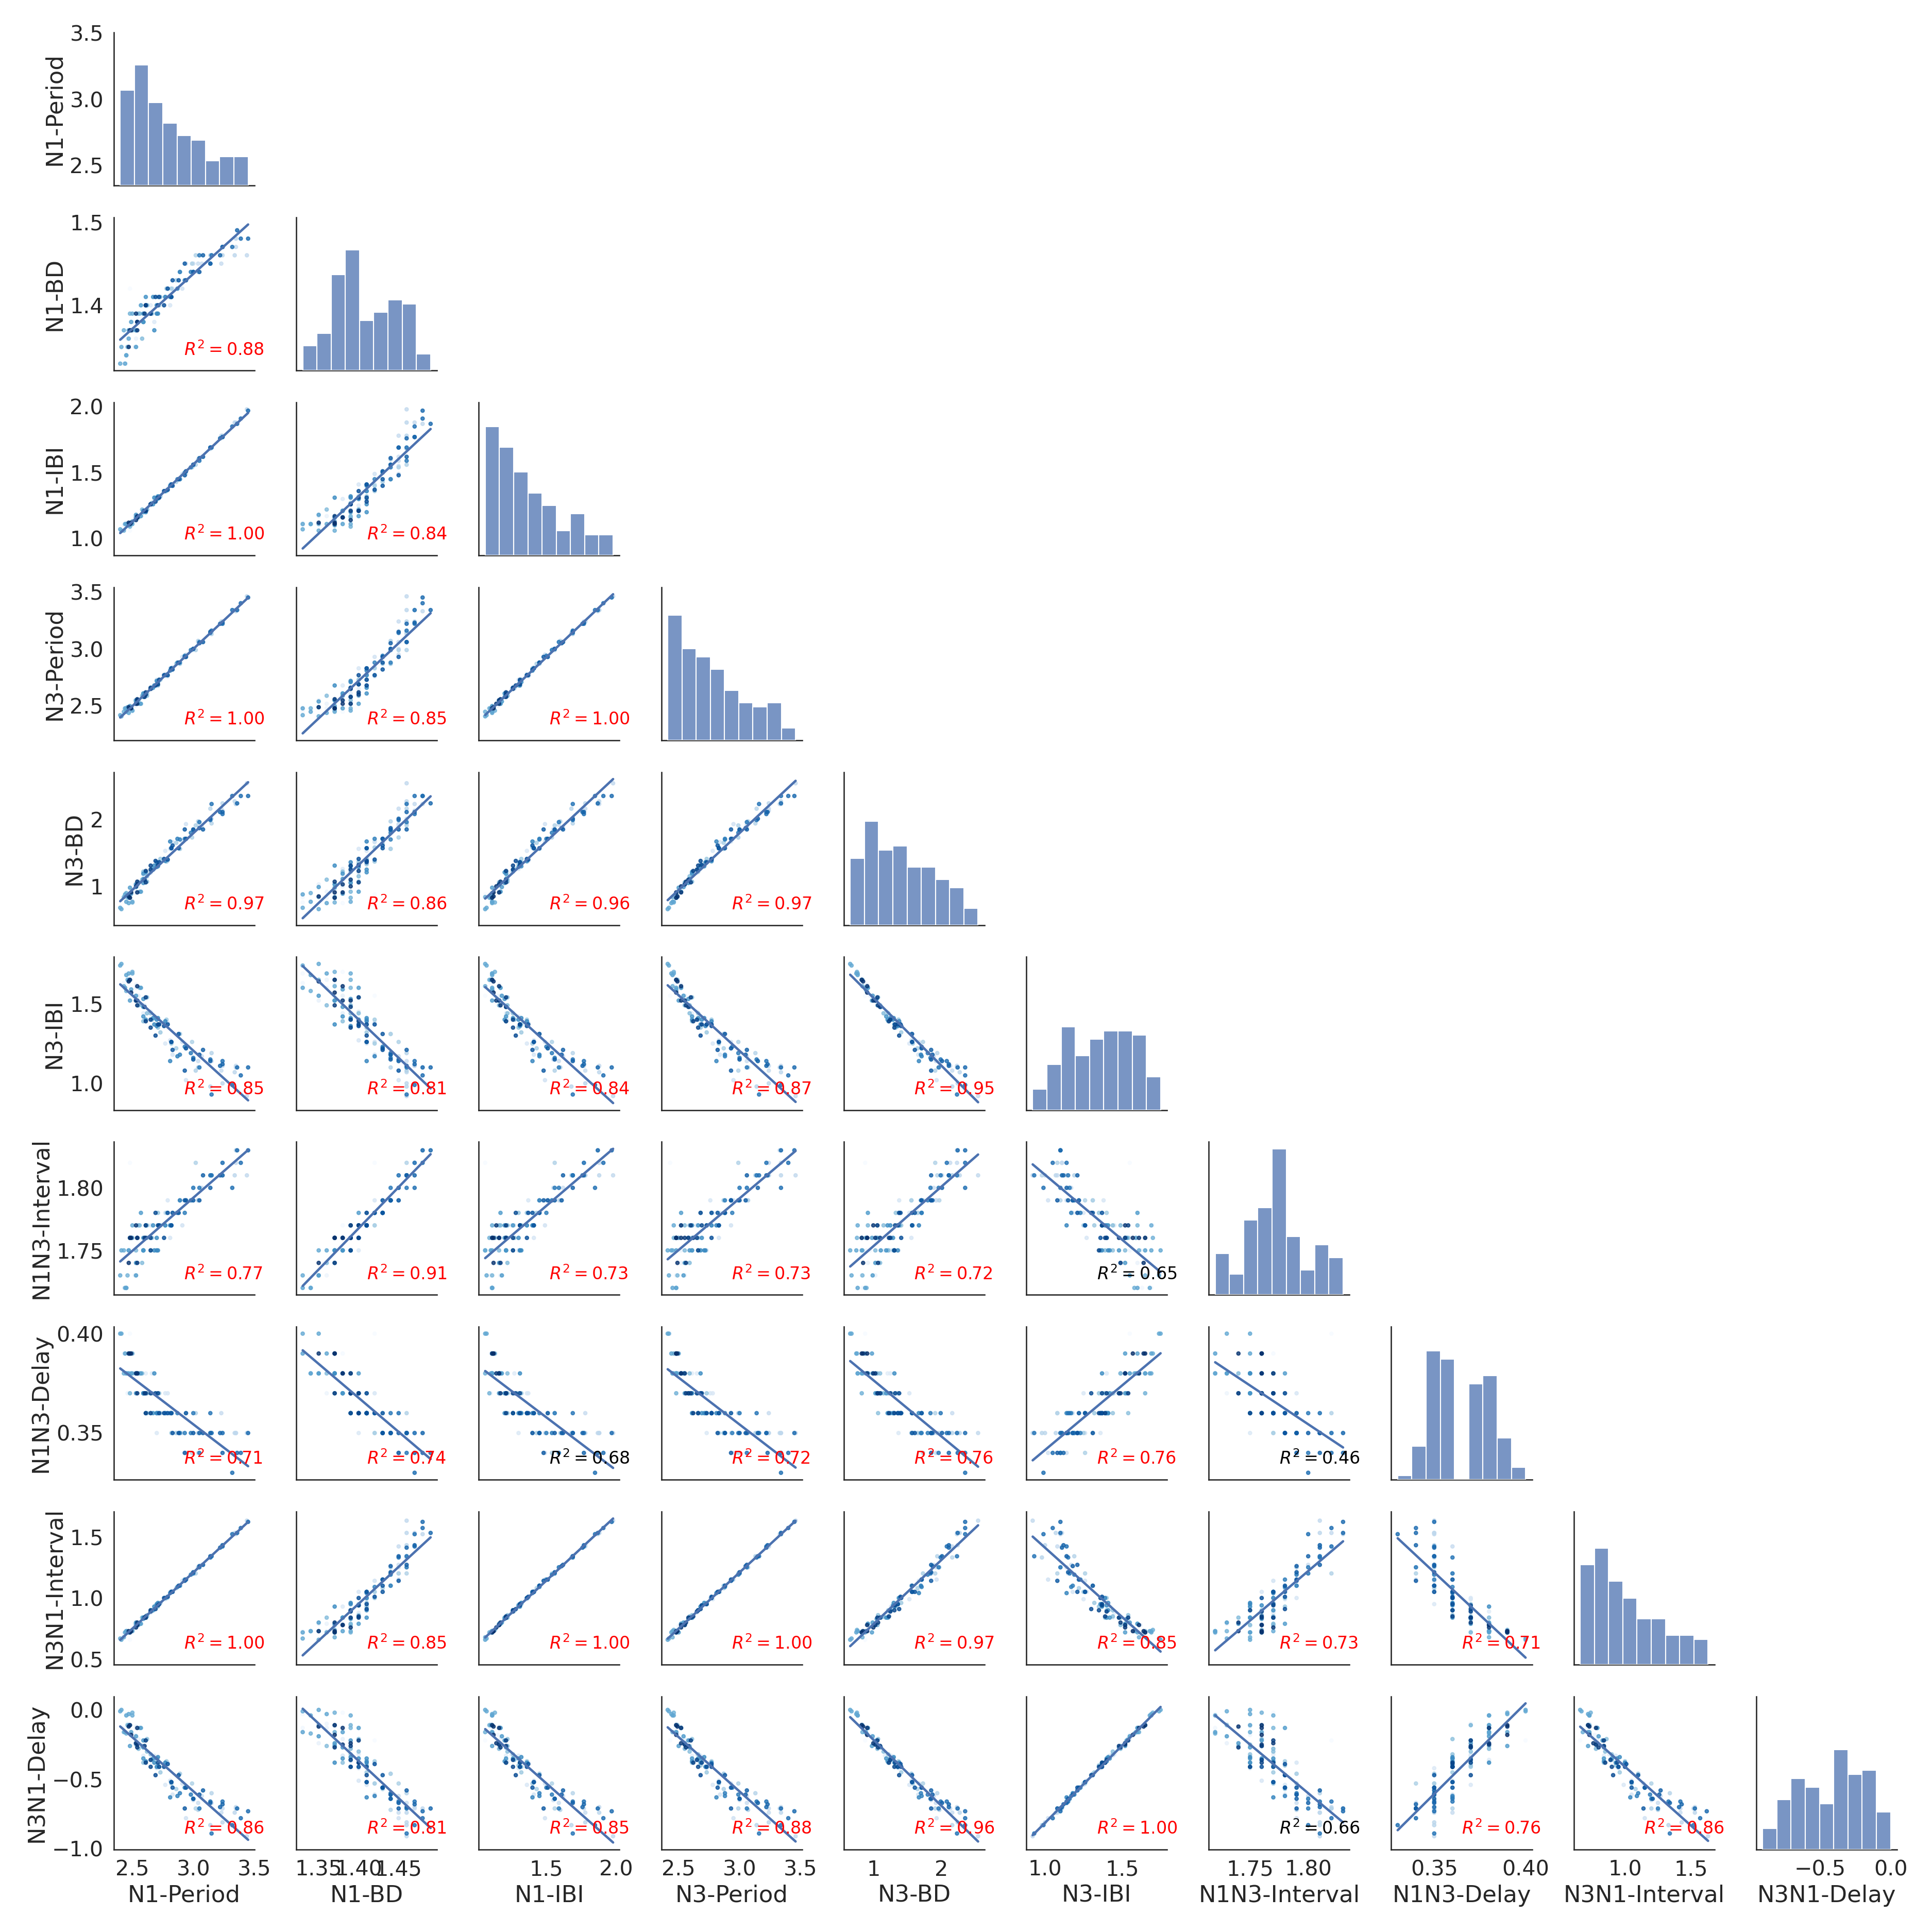 N1-Period
3.5
3.0
2.5
N1-BD
1.5
1.4
R² = 0.88
N1-IBI
2.0
1.5
1.0
R² = 1.00
R² = 0.84
N3-Period
3.5
3.0
2.5
R² = 1.00
R² = 0.85
R² = 1.00
N3-BD
2
1
R² = 0.97
R² = 0.86
R² = 0.96
R² = 0.97
N3-IBI
1.5
1.0
R² = 0.85
R² = 0.81
R² = 0.84
R² = 0.87
R² = 0.95
N1N3-Interval
1.80
1.75
R² = 0.77
R² = 0.91
R² = 0.73
R² = 0.73
R² = 0.72
R² = 0.65
N1N3-Delay
0.40
0.35
R² = 0.71
R² = 0.74
R² = 0.68
R² = 0.72
R² = 0.76
R² = 0.76
R² = 0.46
N3N1-Interval
1.5
1.0
0.5
R² = 1.00
R² = 0.85
R² = 1.00
R² = 1.00
R² = 0.97
R² = 0.85
R² = 0.73
R² = 0.71
N3N1-Delay
0.0
−0.5
−1.0
R² = 0.86
R² = 0.81
R² = 0.85
R² = 0.88
R² = 0.96
R² = 1.00
R² = 0.66
R² = 0.76
R² = 0.86
2.5 3.0 3.5
1.35 1.40 1.45
1.5 2.0
2.5 3.0 3.5
1 2
1.0 1.5
1.75 1.80
0.35 0.40
1.0 1.5
−0.5 0.0
N1-Period
N1-BD
N1-IBI
N3-Period
N3-BD
N3-IBI
N1N3-Interval
N1N3-Delay
N3N1-Interval
N3N1-Delay